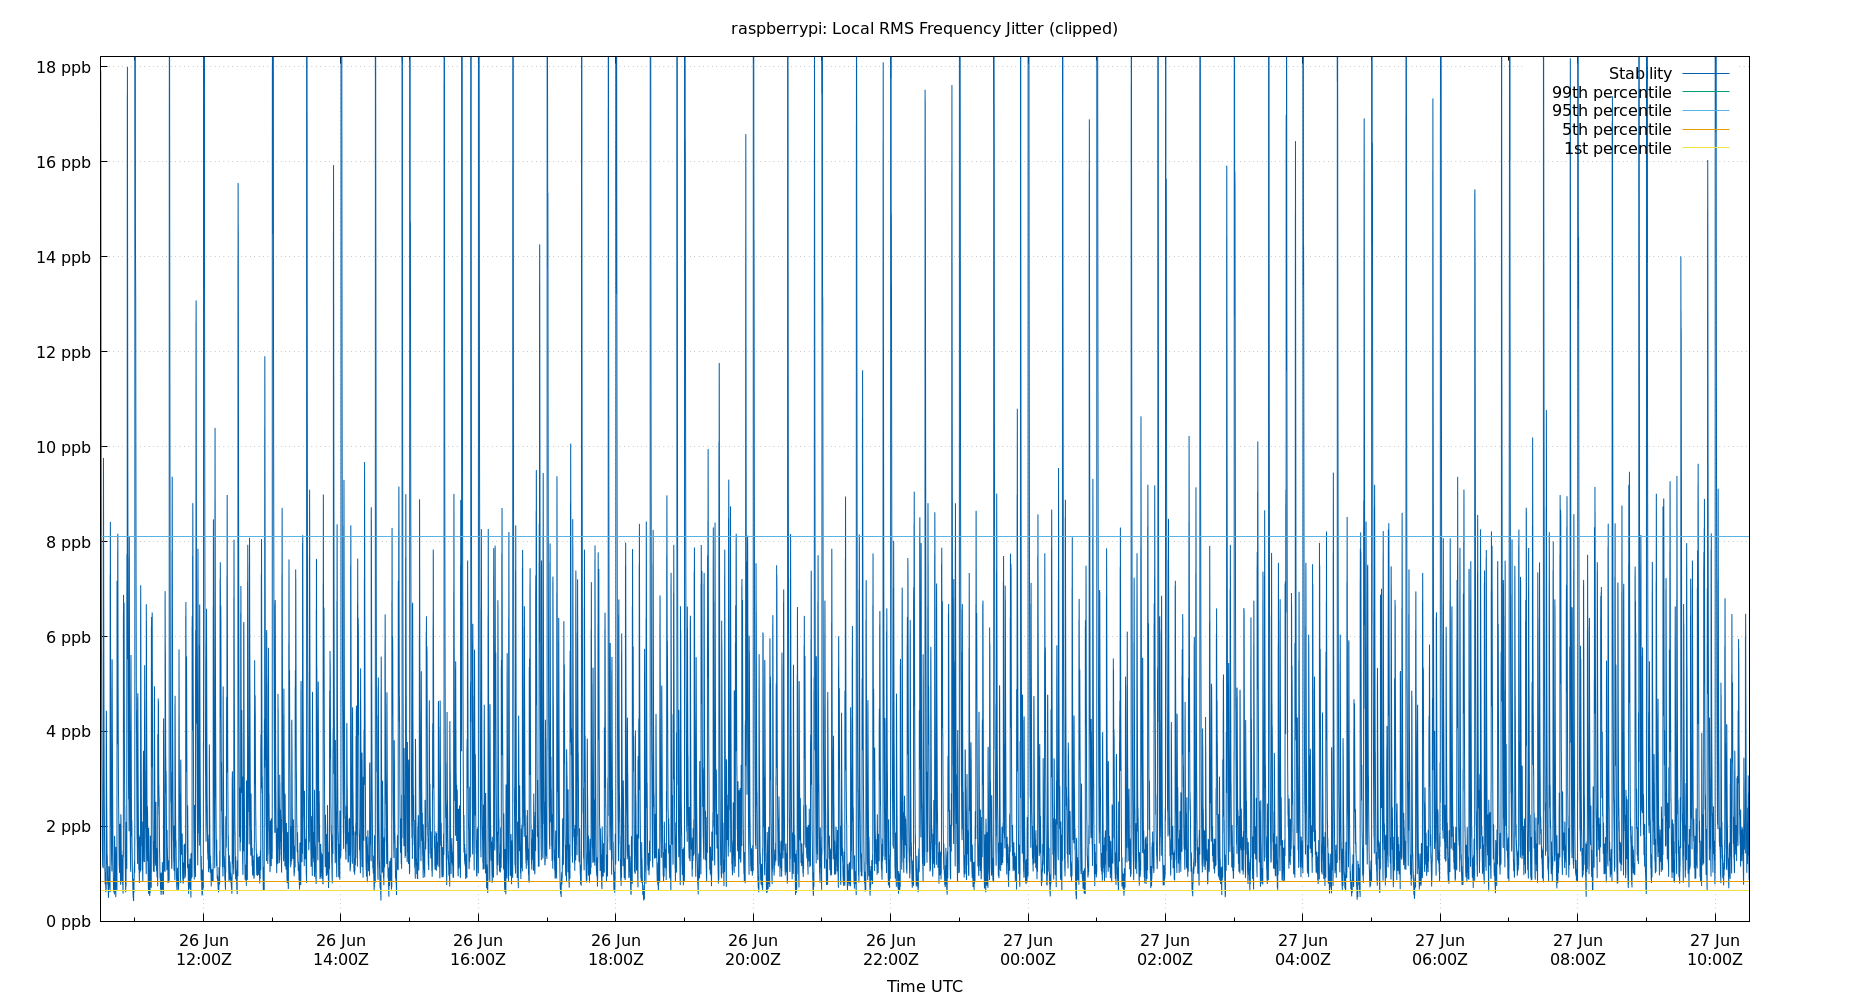 raspberrypi: Local RMS Frequency Jitter (clipped)
18 ppb
16 ppb
14 ppb
12 ppb
10 ppb
8 ppb
6 ppb
4 ppb
2 ppb
0 ppb
Stability
99th percentile
95th percentile
5th percentile
1st percentile
26 Jun 26 Jun 26 Jun 26 Jun 26 Jun 26 Jun 27 Jun 27 Jun 27 Jun 27 Jun 27 Jun 27 Jun
12:00Z 14:00Z 16:00Z 18:00Z 20:00Z 22:00Z 00:00Z 02:00Z 04:00Z 06:00Z 08:00Z 10:00Z
Time UTC